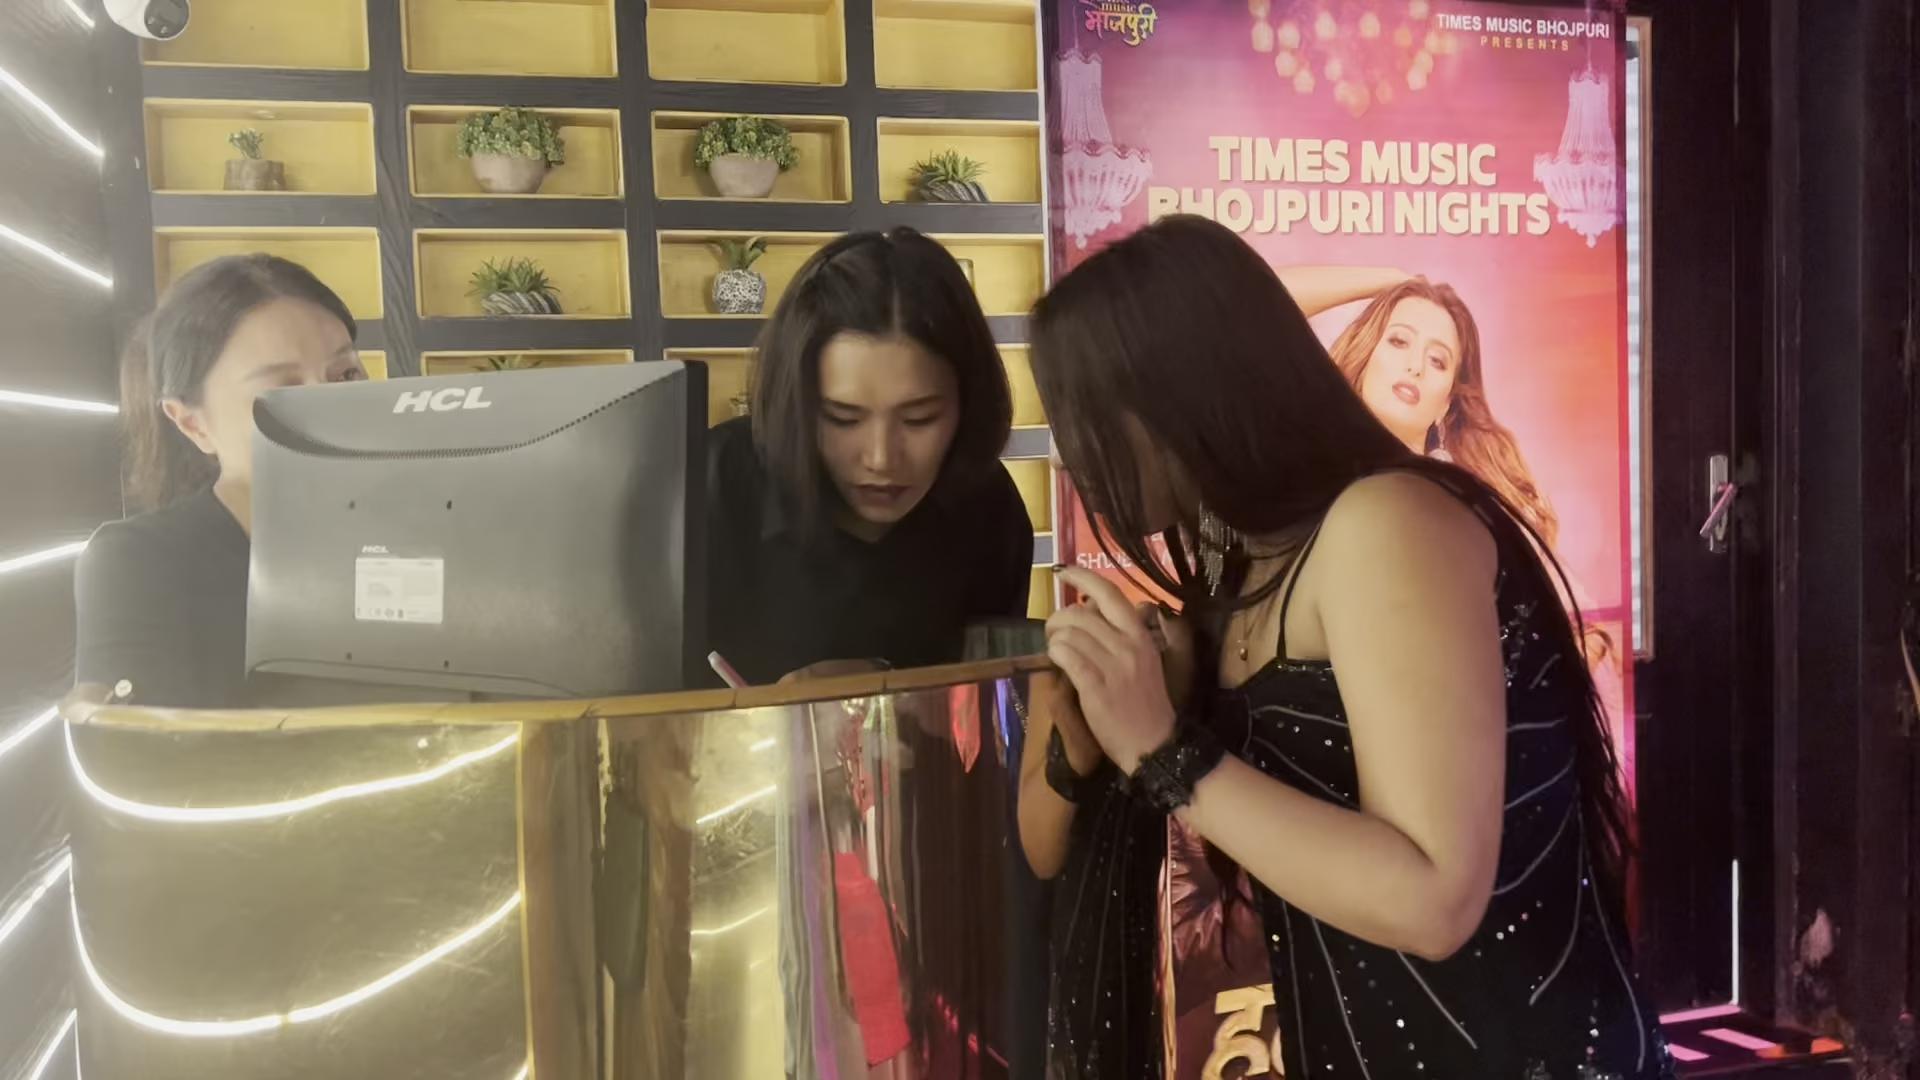 music
भोजपुरी
TIMES MUSIC BHOJPURI
PRESENTS
TIMES MUSIC
BHOJPURI NIGHTS
HCL
HCL